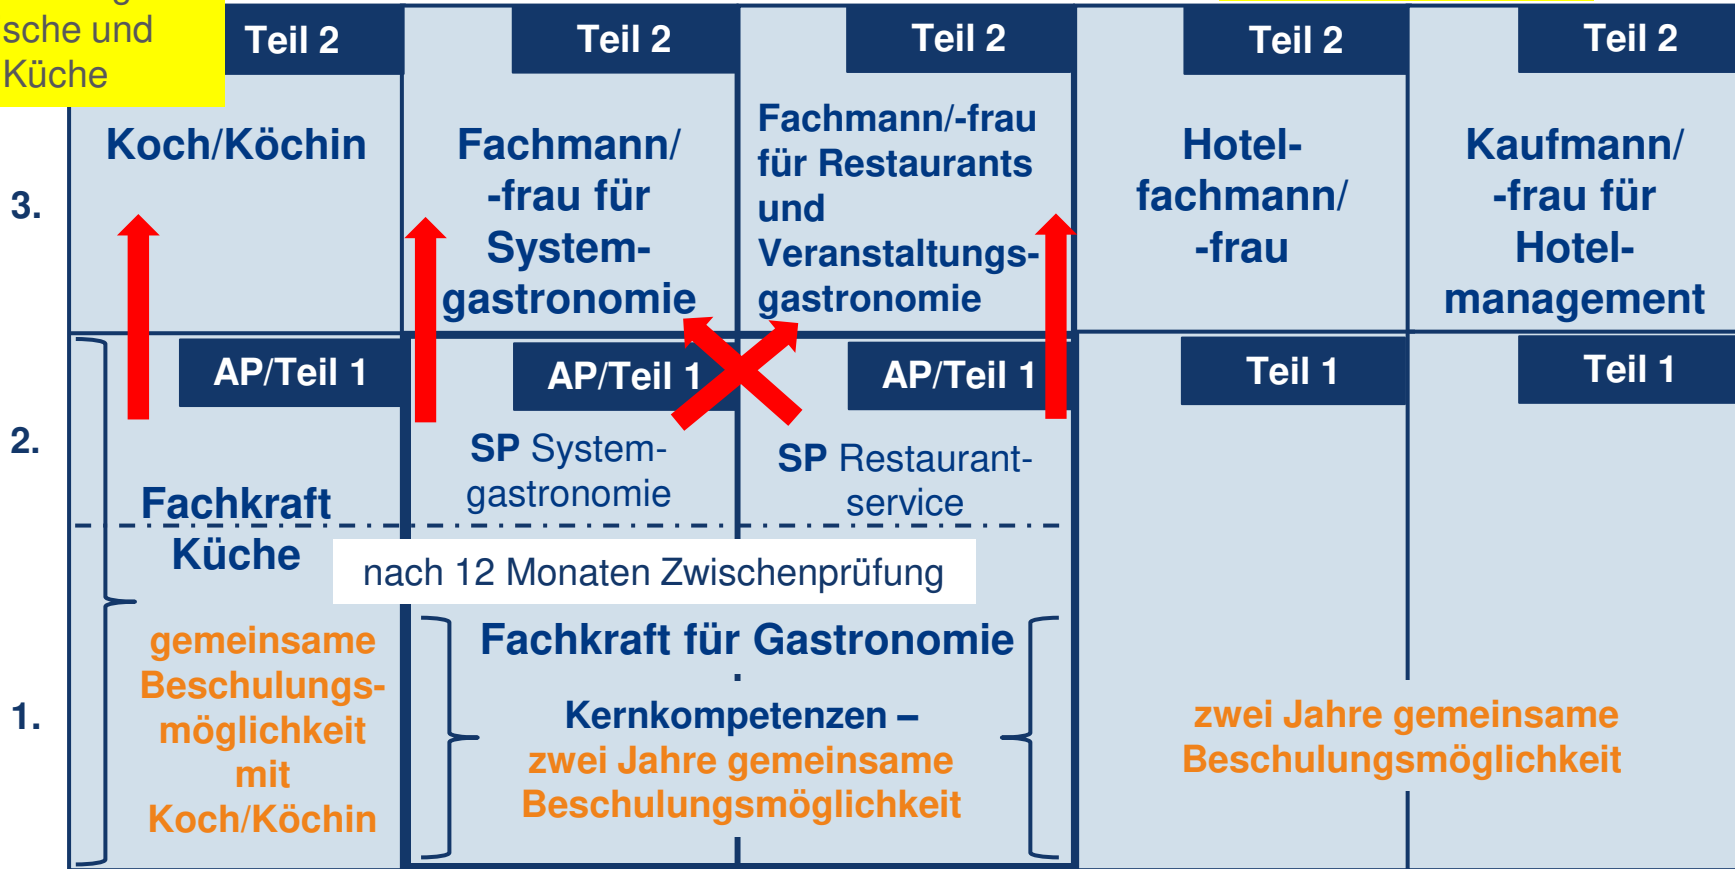 sche und
Küche
Teil 2
Teil 2
Teil 2
Teil 2
Teil 2
3.
Koch/Köchin
Fachmann/
-frau für
System-
gastronomie
Fachmann/-frau
für Restaurants
und
Veranstaltungs-
gastronomie
Hotel-
fachmann/
-frau
Kaufmann/
-frau für
Hotel-
management
AP/Teil 1
AP/Teil 1
AP/Teil 1
Teil 1
Teil 1
2.
SP System-
gastronomie
SP Restaurant-
service
Fachkraft
Küche
nach 12 Monaten Zwischenprüfung
1.
gemeinsame
Beschulungs-
möglichkeit
mit
Koch/Köchin
Fachkraft für Gastronomie
Kernkompetenzen –
zwei Jahre gemeinsame
Beschulungsmöglichkeit
zwei Jahre gemeinsame
Beschulungsmöglichkeit